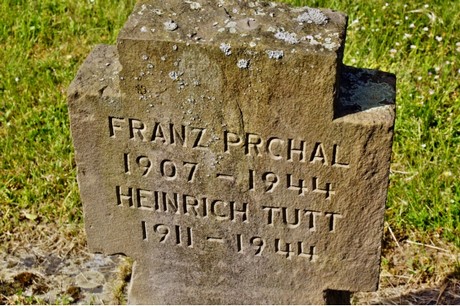 FRANZ PRCHAL
1907 - 1944
HEINRICH TUTT
1911 - 1944